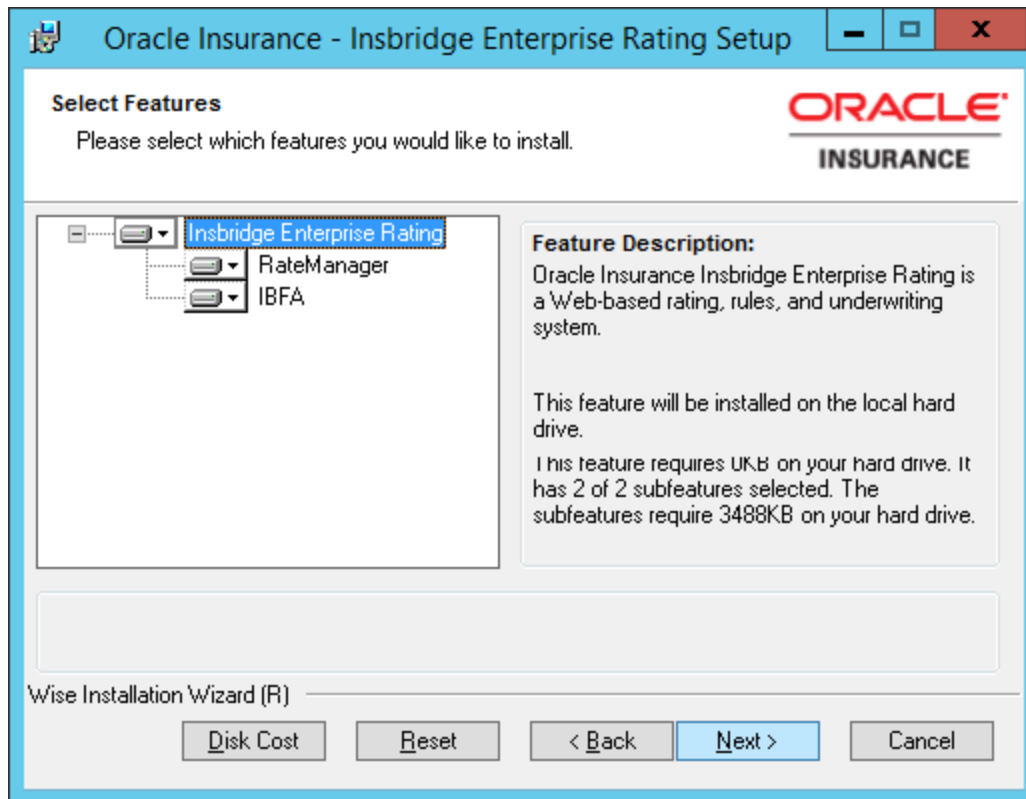 Oracle Insurance - Insbridge Enterprise Rating Setup
Select Features
Please select which features you would like to install.
ORACLE
INSURANCE
Insbridge Enterprise Rating
RateManager
IBFA
Feature Description:
Oracle Insurance Insbridge Enterprise Rating is
a Web-based rating, rules, and underwriting
system.
This feature will be installed on the local hard
drive.
This feature requires 0KB on your hard drive. It
has 2 of 2 subfeatures selected. The
subfeatures require 3488KB on your hard drive.
Wise Installation Wizard (R)
Disk Cost
Reset
< Back
Next >
Cancel